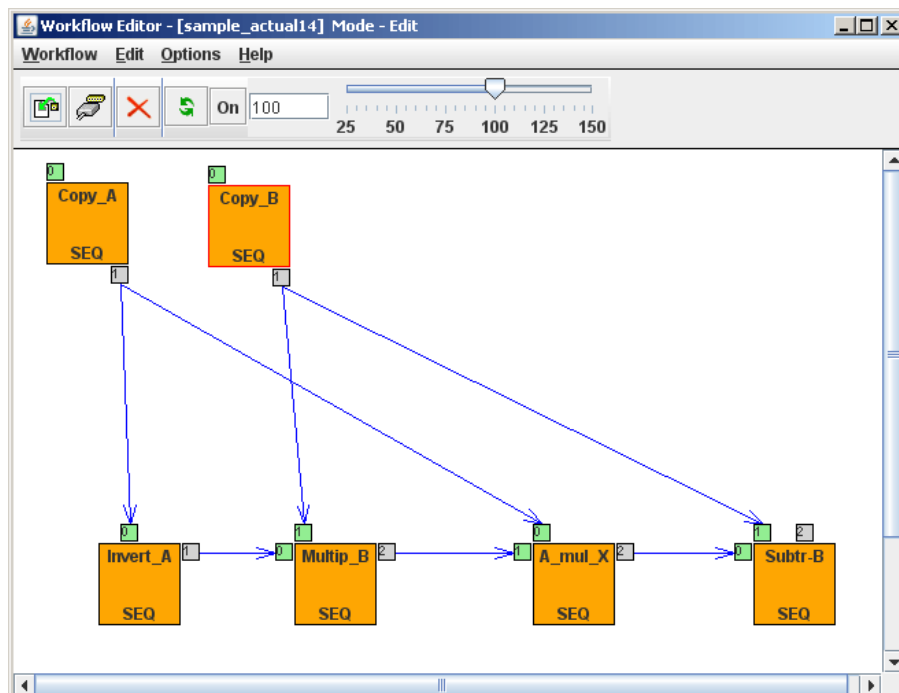 Workflow Editor - [sample_actual14] Mode - Edit
Workflow Edit Options Help
On 100
25 50 75 100 125 150
0 0
Copy_A Copy_B
SEQ SEQ
1 1
0 1 0 1 2
Invert_A 1 0 Multip_B 2 1 A_mul_X 2 0 Subtr-B
SEQ SEQ SEQ SEQ